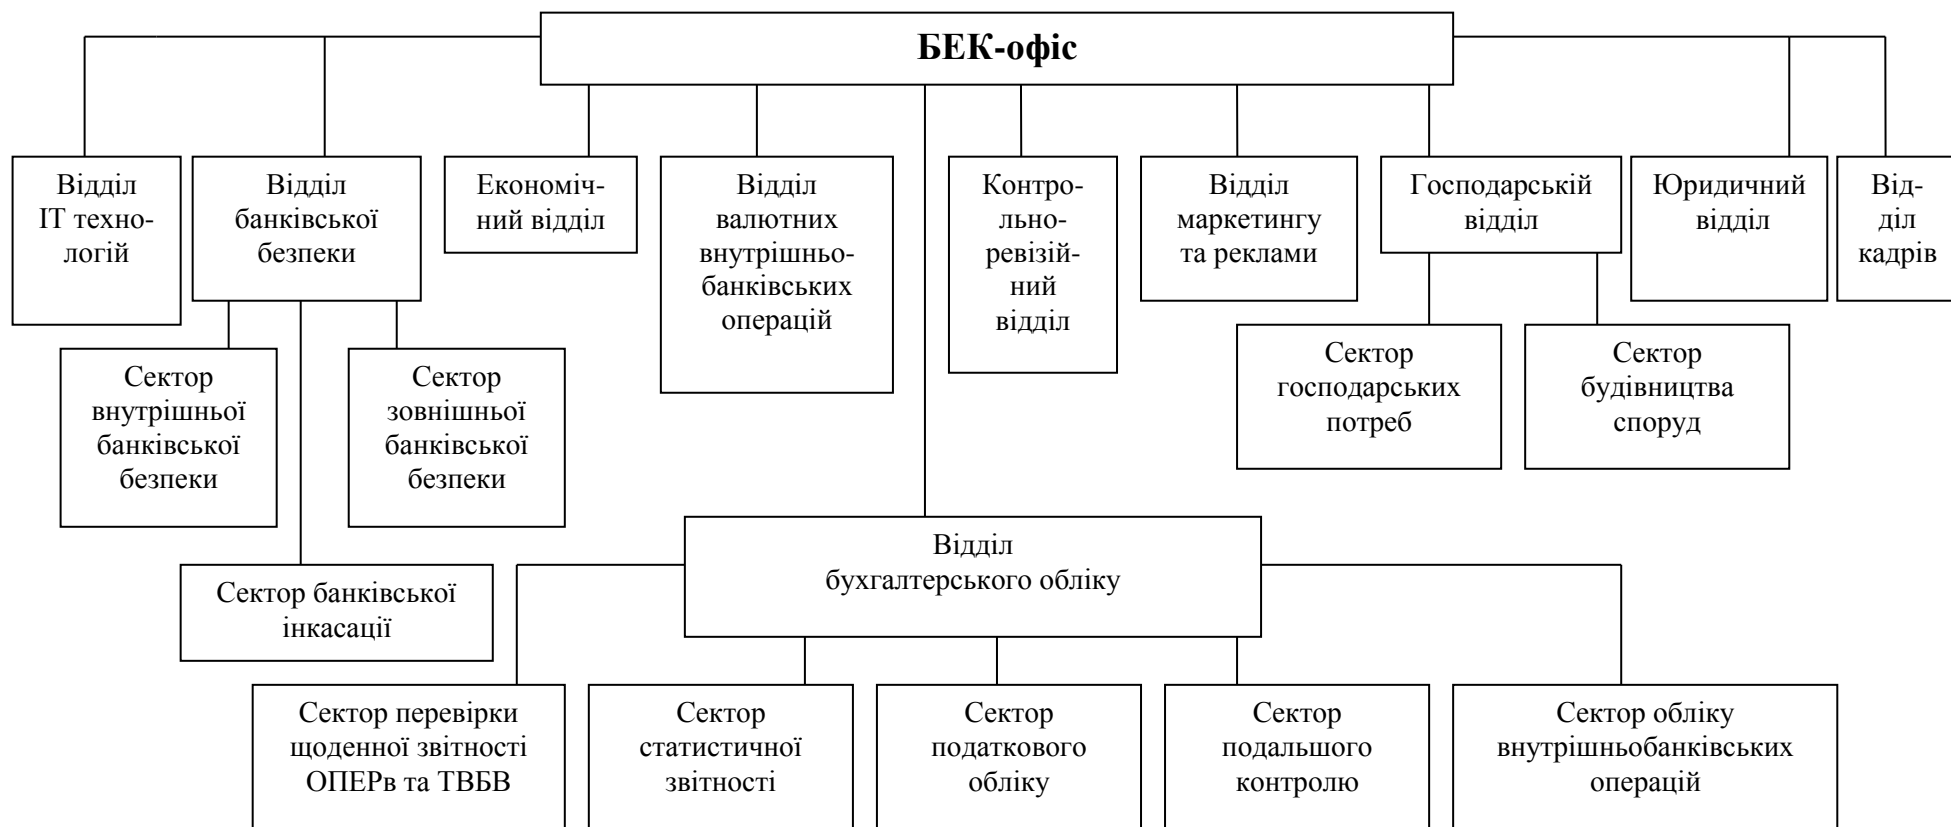 БЕК-офіс
Відділ
ІТ техно-
логій
Відділ
банківської
безпеки
Економіч-
ний відділ
Відділ
валютних
внутрішньо-
банківських
операцій
Контро-
льно-
ревізій-
ний
відділ
Відділ
маркетингу
та реклами
Господарській
відділ
Юридичний
відділ
Від-
діл
кадрів
Сектор
внутрішньої
банківської
безпеки
Сектор
зовнішньої
банківської
безпеки
Сектор
господарських
потреб
Сектор
будівництва
споруд
Сектор банківської
інкасації
Відділ
бухгалтерського обліку
Сектор перевірки
щоденної звітності
ОПЕРв та ТВБВ
Сектор
статистичної
звітності
Сектор
податкового
обліку
Сектор
подальшого
контролю
Сектор обліку
внутрішньобанківських
операцій